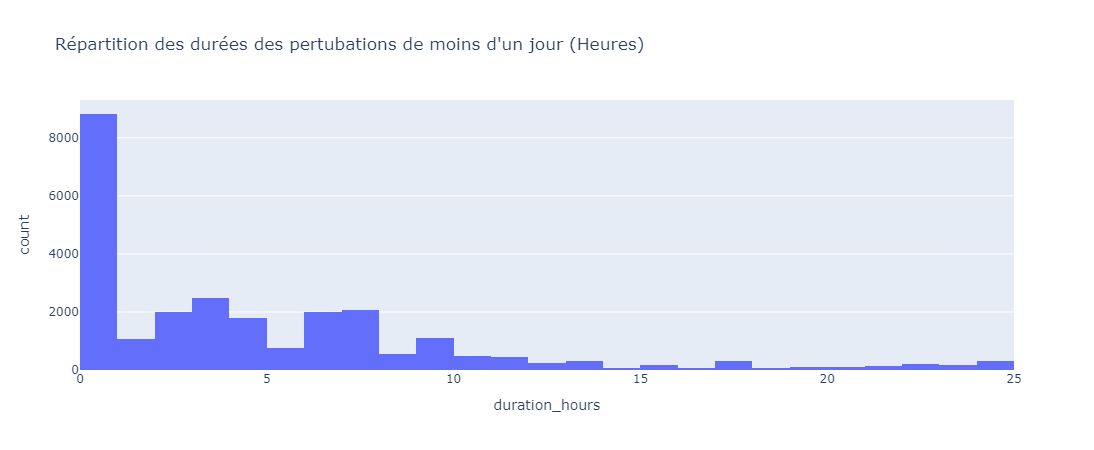 Répartition des durées des pertubations de moins d'un jour (Heures)
count
8000
6000
4000
2000
0
0 5 10 15 20 25
duration_hours